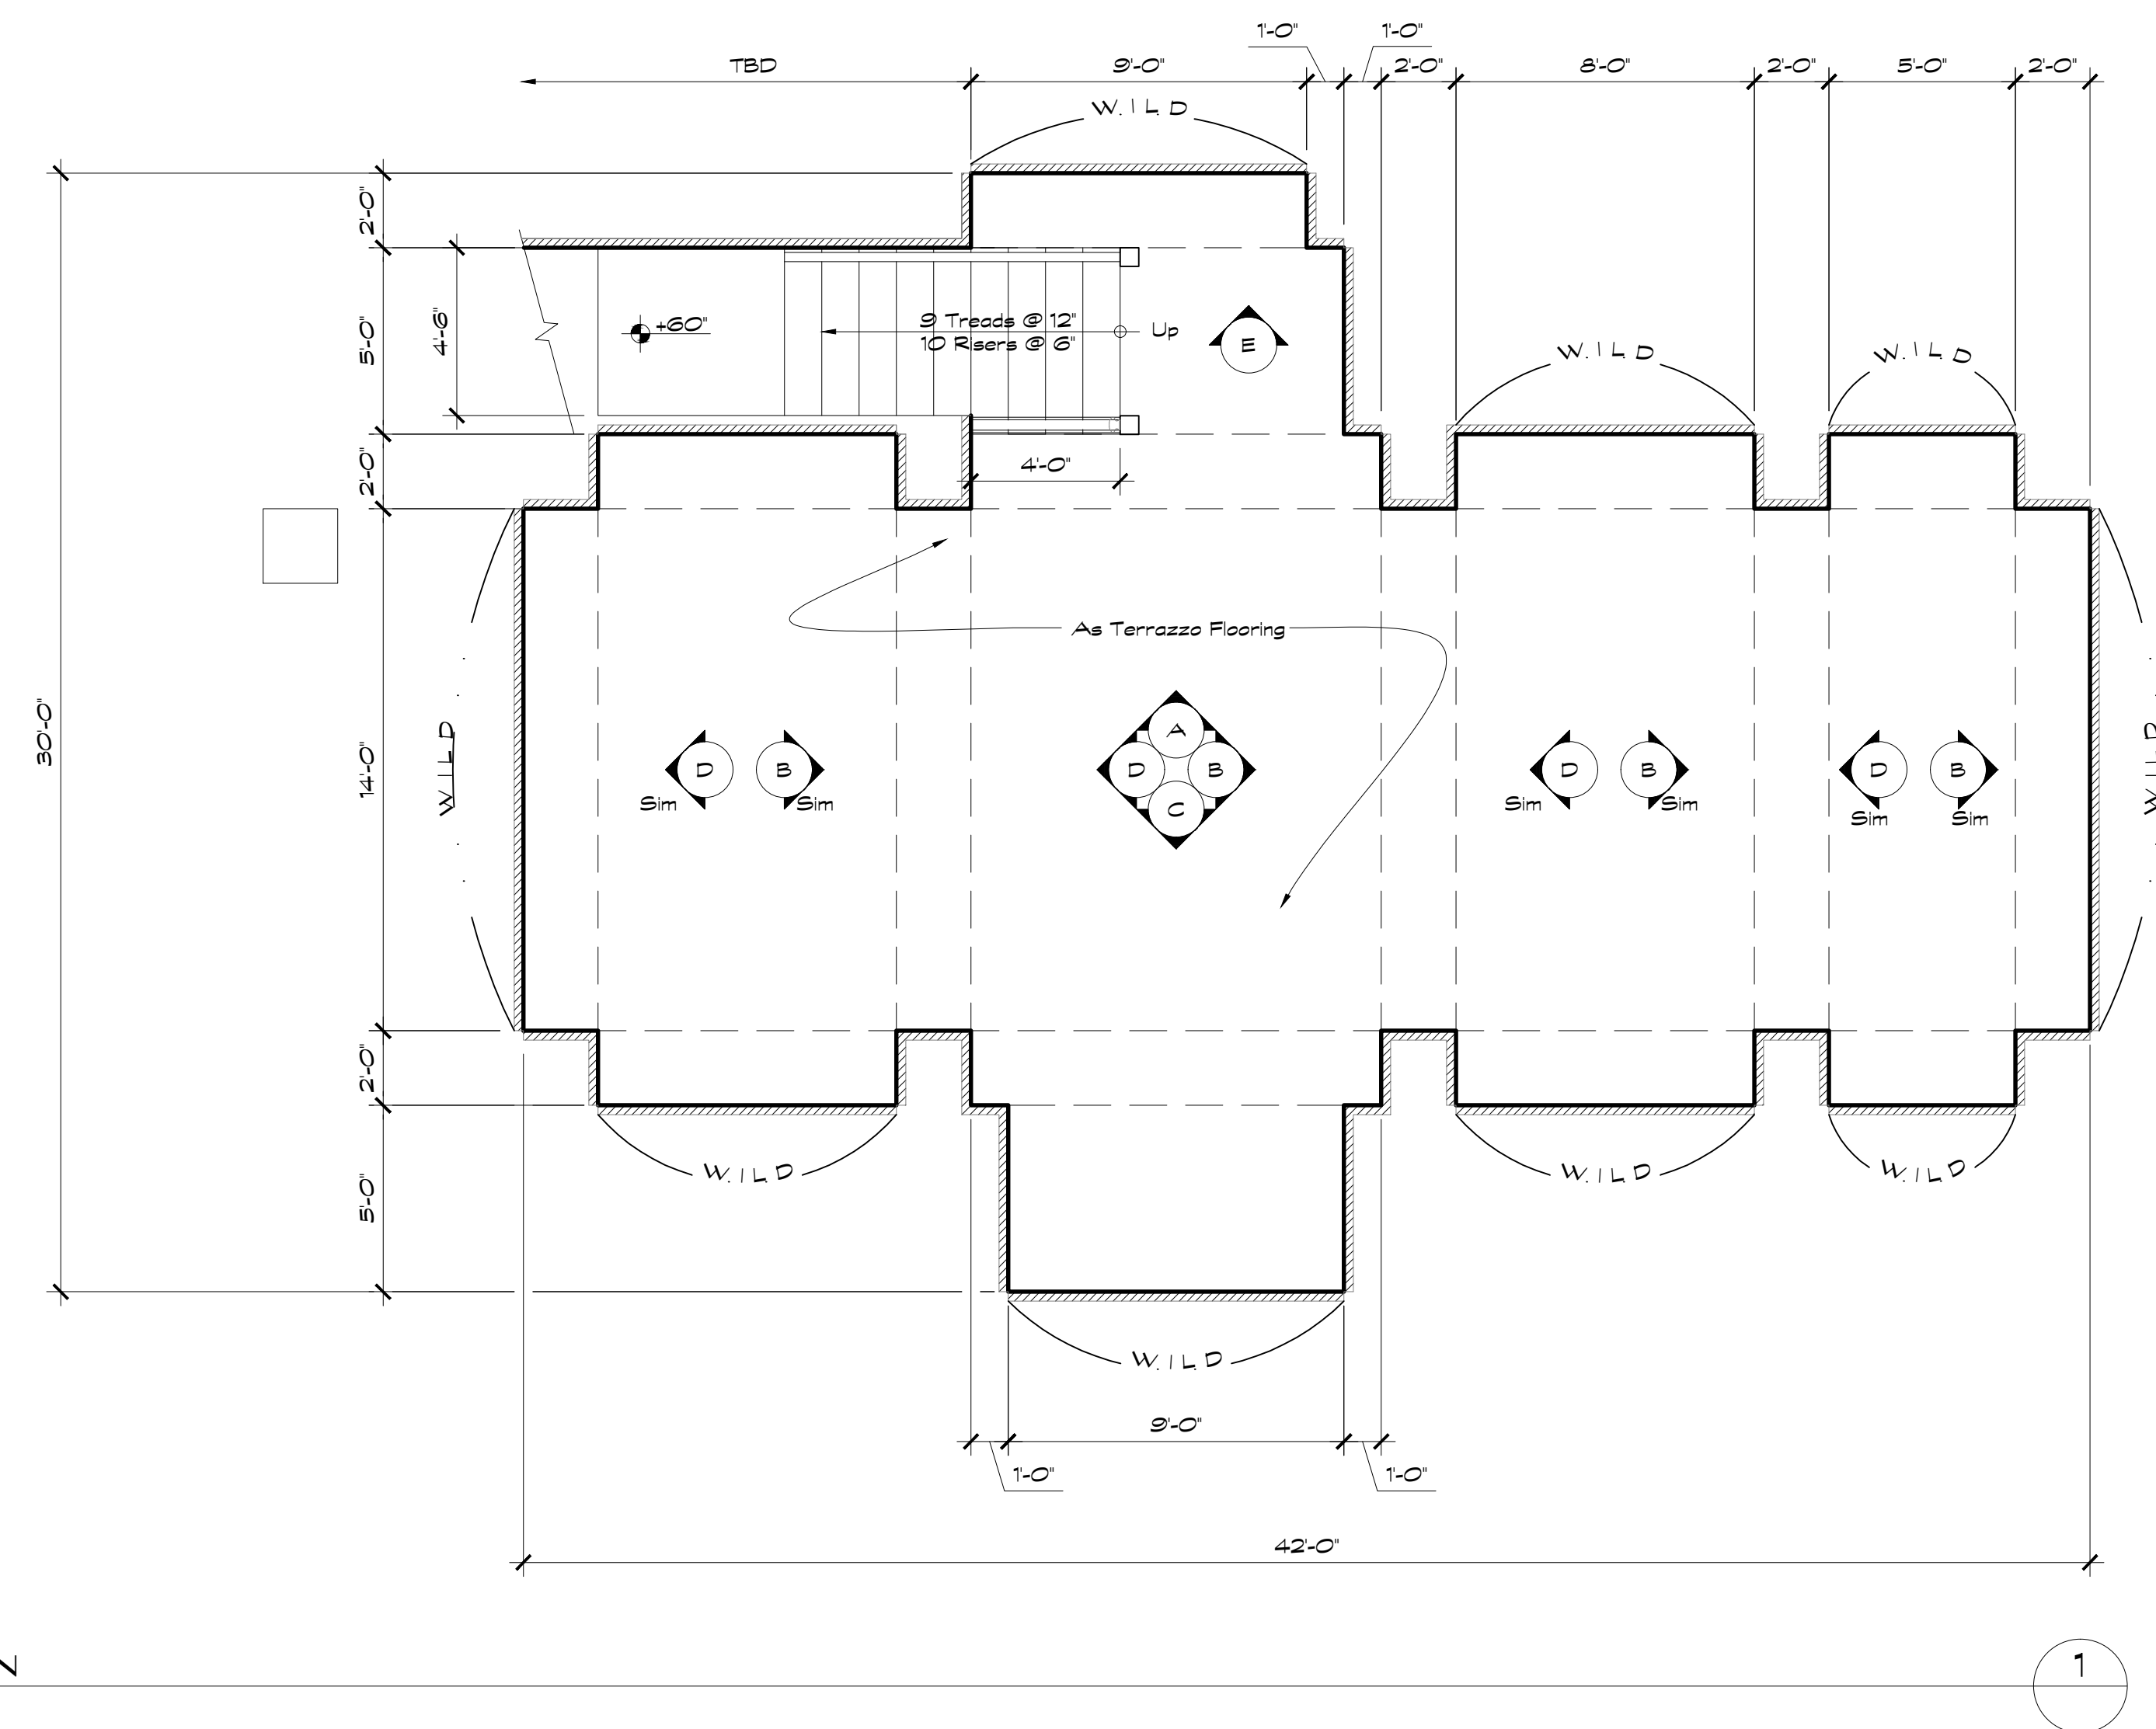 1'-0" 1'-0"
TBD 9'-0" 2'-0" 8'-0" 2'-0" 5'-0" 2'-0"
W.I.L.D
2'-0"
5'-0"
4'-6"
+60"
9 Treads @ 12"
10 Risers @ 6"
Up
E
W.I.L.D W.I.L.D
2'-0"
4'-0"
As Terrazzo Flooring
30'-0"
14'-0"
W.I.L.D
W.I.L.D
D B
Sim Sim
A
D B
C
D B
Sim Sim
D B
Sim Sim
2'-0"
5'-0"
W.I.L.D W.I.L.D W.I.L.D
W.I.L.D
9'-0"
1'-0" 1'-0"
42'-0"
1